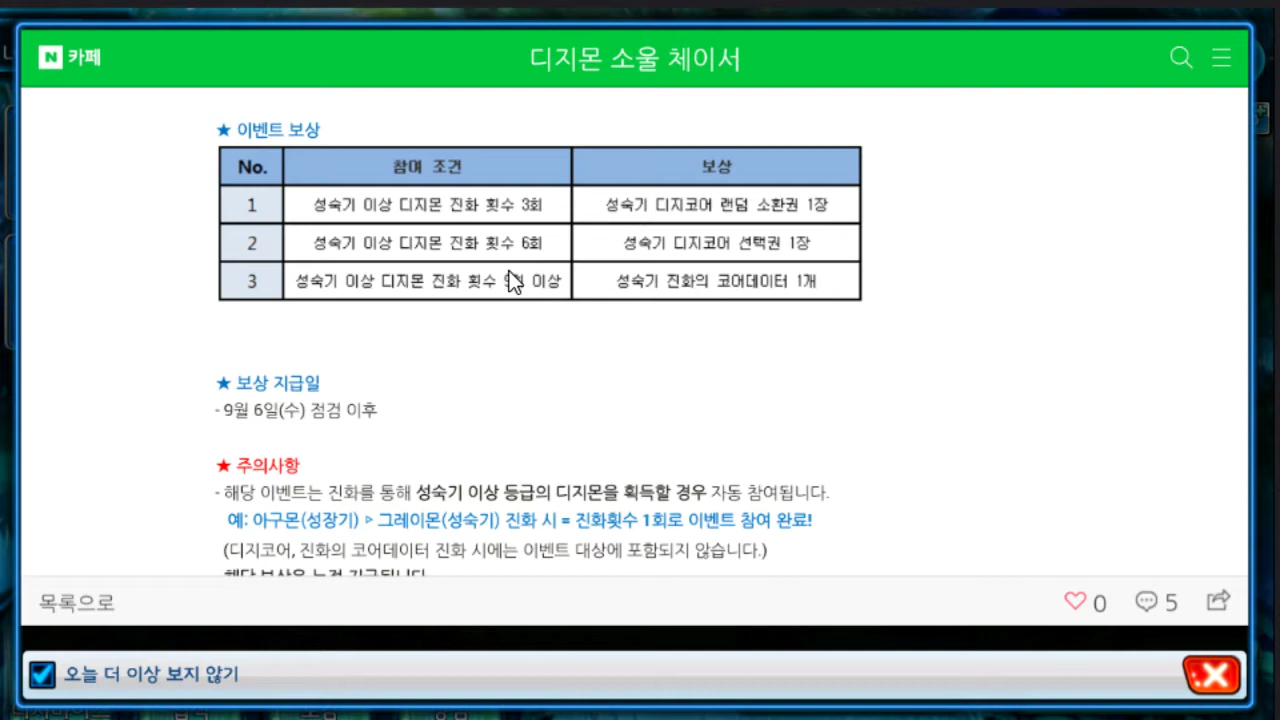 N 카페
디지몬 소울 체이서
★ 이벤트 보상
No. 참여 조건 보상
1 성숙기 이상 디지몬 진화 횟수 3회 성숙기 디지코어 랜덤 소환권 1장
2 성숙기 이상 디지몬 진화 횟수 6회 성숙기 디지코어 선택권 1장
3 성숙기 이상 디지몬 진화 횟수 이상 성숙기 진화의 코어데이터 1개
★ 보상 지급일
- 9월 6일(수) 점검 이후
★ 주의사항
- 해당 이벤트는 진화를 통해 성숙기 이상 등급의 디지몬을 획득할 경우 자동 참여됩니다.
예: 아구몬(성장기) ▷ 그레이몬(성숙기) 진화 시 = 진화횟수 1회로 이벤트 참여 완료!
(디지코어, 진화의 코어데이터 진화 시에는 이벤트 대상에 포함되지 않습니다.)
목록으로
0
5
오늘 더 이상 보지 않기